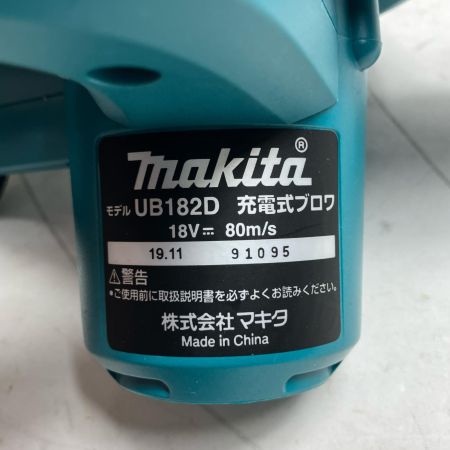 makita®
モデル UB182D 充電式ブロワ
18V⎓ 80m/s
19.11 91095
⚠警告
•ご使用前に取扱説明書を必ずよくお読みください。
株式会社マキタ
Made in China